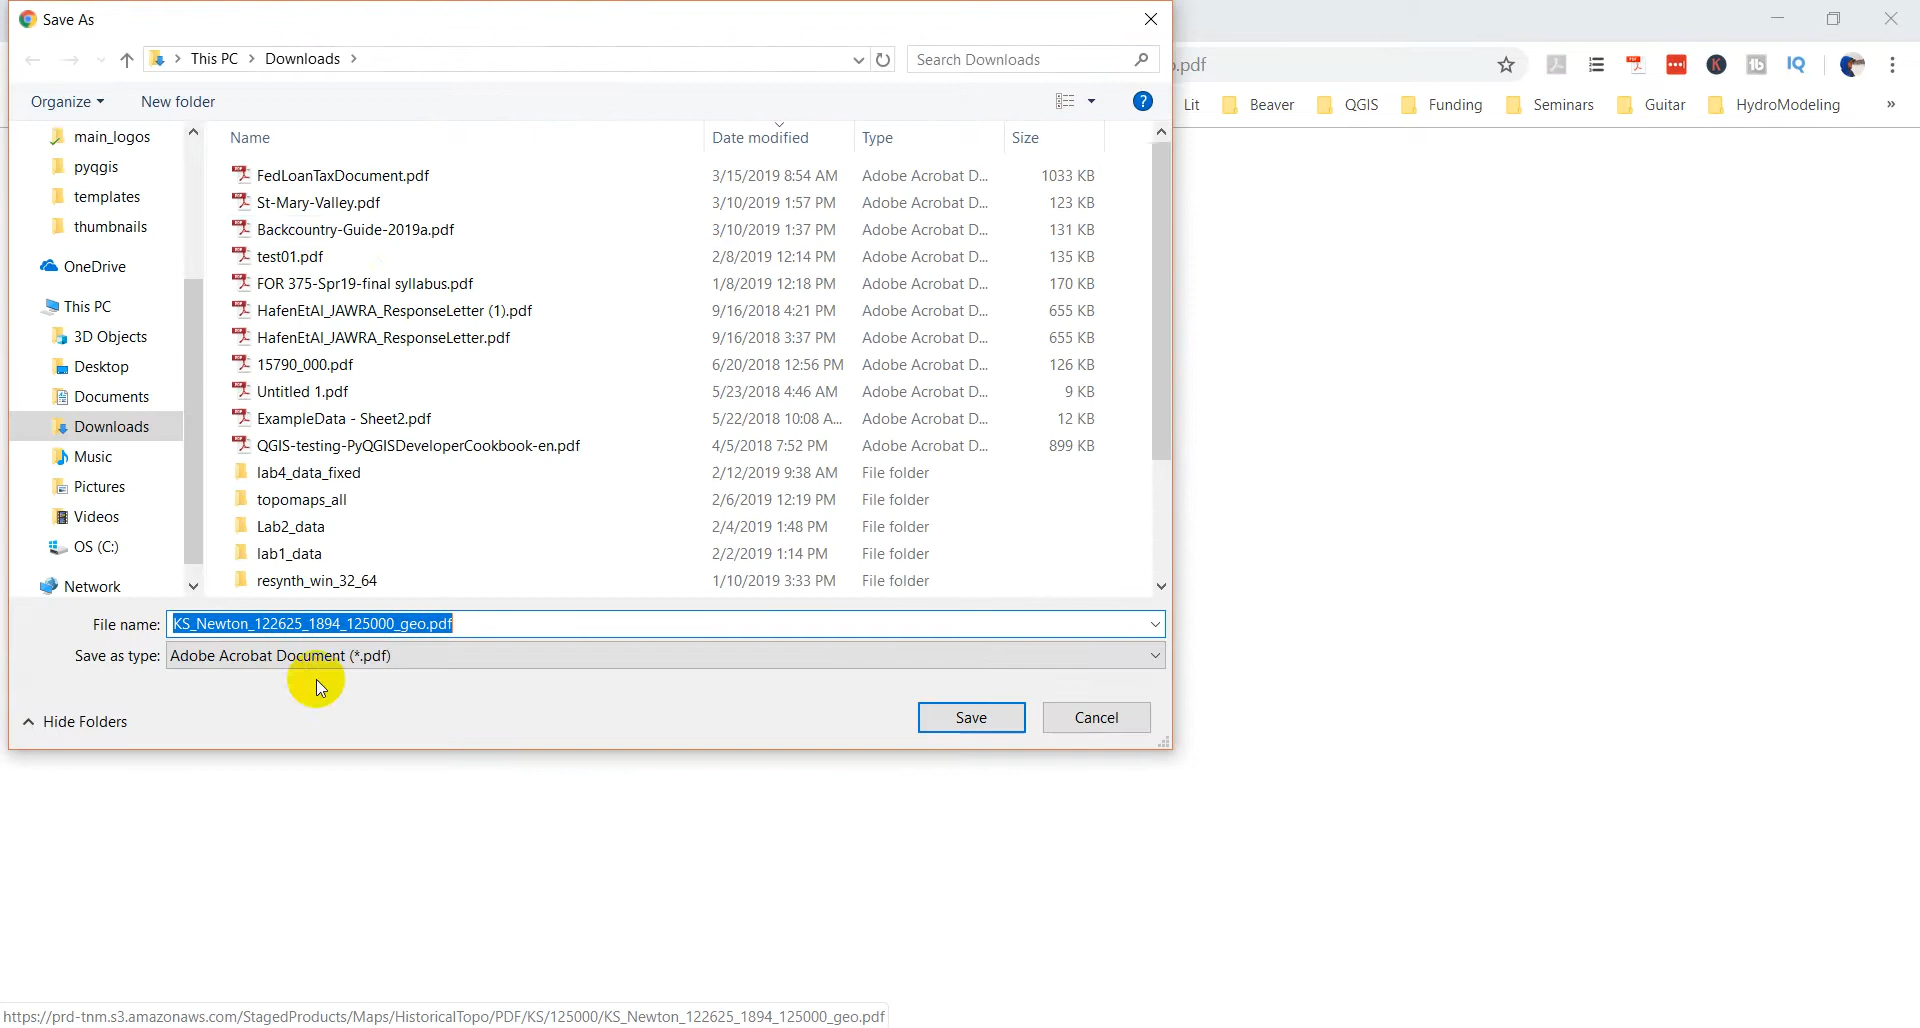 Save As
This PC > Downloads >
Search Downloads
.pdf
IQ
Organize
New folder
Lit
Beaver
QGIS
Funding
Seminars
Guitar
HydroModeling
»
main_logos
pyqgis
templates
thumbnails
OneDrive
This PC
3D Objects
Desktop
Documents
Downloads
Music
Pictures
Videos
OS (C:)
Network
Name Date modified Type Size
FedLoanTaxDocument.pdf 3/15/2019 8:54 AM Adobe Acrobat D... 1033 KB
St-Mary-Valley.pdf 3/10/2019 1:57 PM Adobe Acrobat D... 123 KB
Backcountry-Guide-2019a.pdf 3/10/2019 1:37 PM Adobe Acrobat D... 131 KB
test01.pdf 2/8/2019 12:14 PM Adobe Acrobat D... 135 KB
FOR 375-Spr19-final syllabus.pdf 1/8/2019 12:18 PM Adobe Acrobat D... 170 KB
HafenEtAl_JAWRA_ResponseLetter (1).pdf 9/16/2018 4:21 PM Adobe Acrobat D... 655 KB
HafenEtAl_JAWRA_ResponseLetter.pdf 9/16/2018 3:37 PM Adobe Acrobat D... 655 KB
15790_000.pdf 6/20/2018 12:56 PM Adobe Acrobat D... 126 KB
Untitled 1.pdf 5/23/2018 4:46 AM Adobe Acrobat D... 9 KB
ExampleData - Sheet2.pdf 5/22/2018 10:08 A... Adobe Acrobat D... 12 KB
QGIS-testing-PyQGISDeveloperCookbook-en.pdf 4/5/2018 7:52 PM Adobe Acrobat D... 899 KB
lab4_data_fixed 2/12/2019 9:38 AM File folder
topomaps_all 2/6/2019 12:19 PM File folder
Lab2_data 2/4/2019 1:48 PM File folder
lab1_data 2/2/2019 1:14 PM File folder
resynth_win_32_64 1/10/2019 3:33 PM File folder
File name: KS_Newton_122625_1894_125000_geo.pdf
Save as type: Adobe Acrobat Document (*.pdf)
Hide Folders
Save
Cancel
https://prd-tnm.s3.amazonaws.com/StagedProducts/Maps/HistoricalTopo/PDF/KS/125000/KS_Newton_122625_1894_125000_geo.pdf